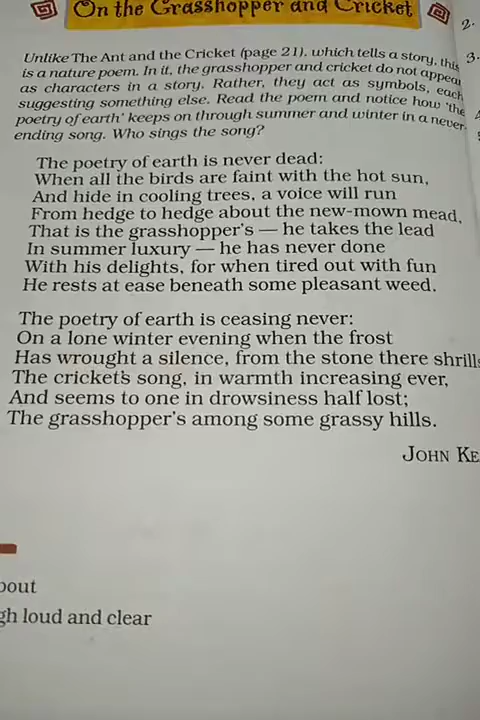 On the Grasshopper and Cricket
2.
3.
Unlike The Ant and the Cricket (page 21), which tells a story, this
is a nature poem. In it, the grasshopper and cricket do not appear
as characters in a story. Rather, they act as symbols, each
suggesting something else. Read the poem and notice how 'the
poetry of earth' keeps on through summer and winter in a never-
ending song. Who sings the song?
The poetry of earth is never dead:
When all the birds are faint with the hot sun,
And hide in cooling trees, a voice will run
From hedge to hedge about the new-mown mead,
That is the grasshopper's — he takes the lead
In summer luxury — he has never done
With his delights, for when tired out with fun
He rests at ease beneath some pleasant weed.
The poetry of earth is ceasing never:
On a lone winter evening when the frost
Has wrought a silence, from the stone there shrills
The cricket's song, in warmth increasing ever,
And seems to one in drowsiness half lost;
The grasshopper's among some grassy hills.
JOHN KE
bout
gh loud and clear